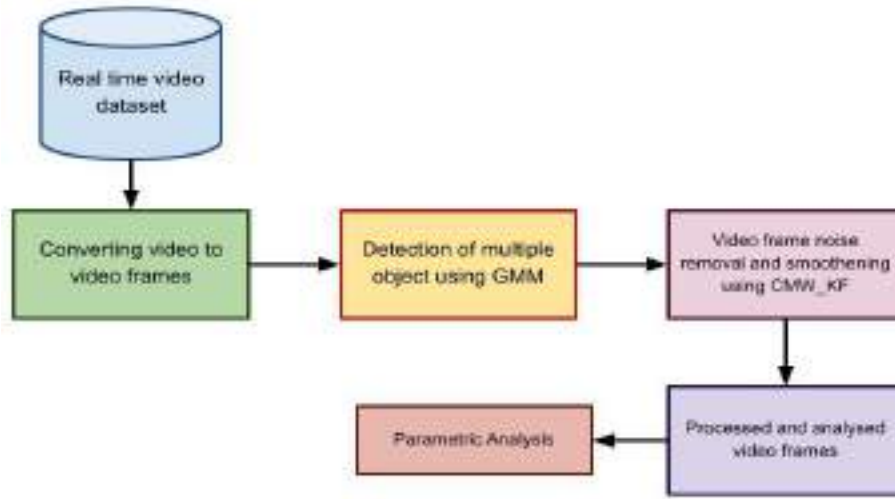 Real time video
dataset
Converting video to
video frames
Detection of multiple
object using GMM
Video frame noise
removal and smoothening
using CMW_KF
Processed and analysed
video frames
Parametric Analysis